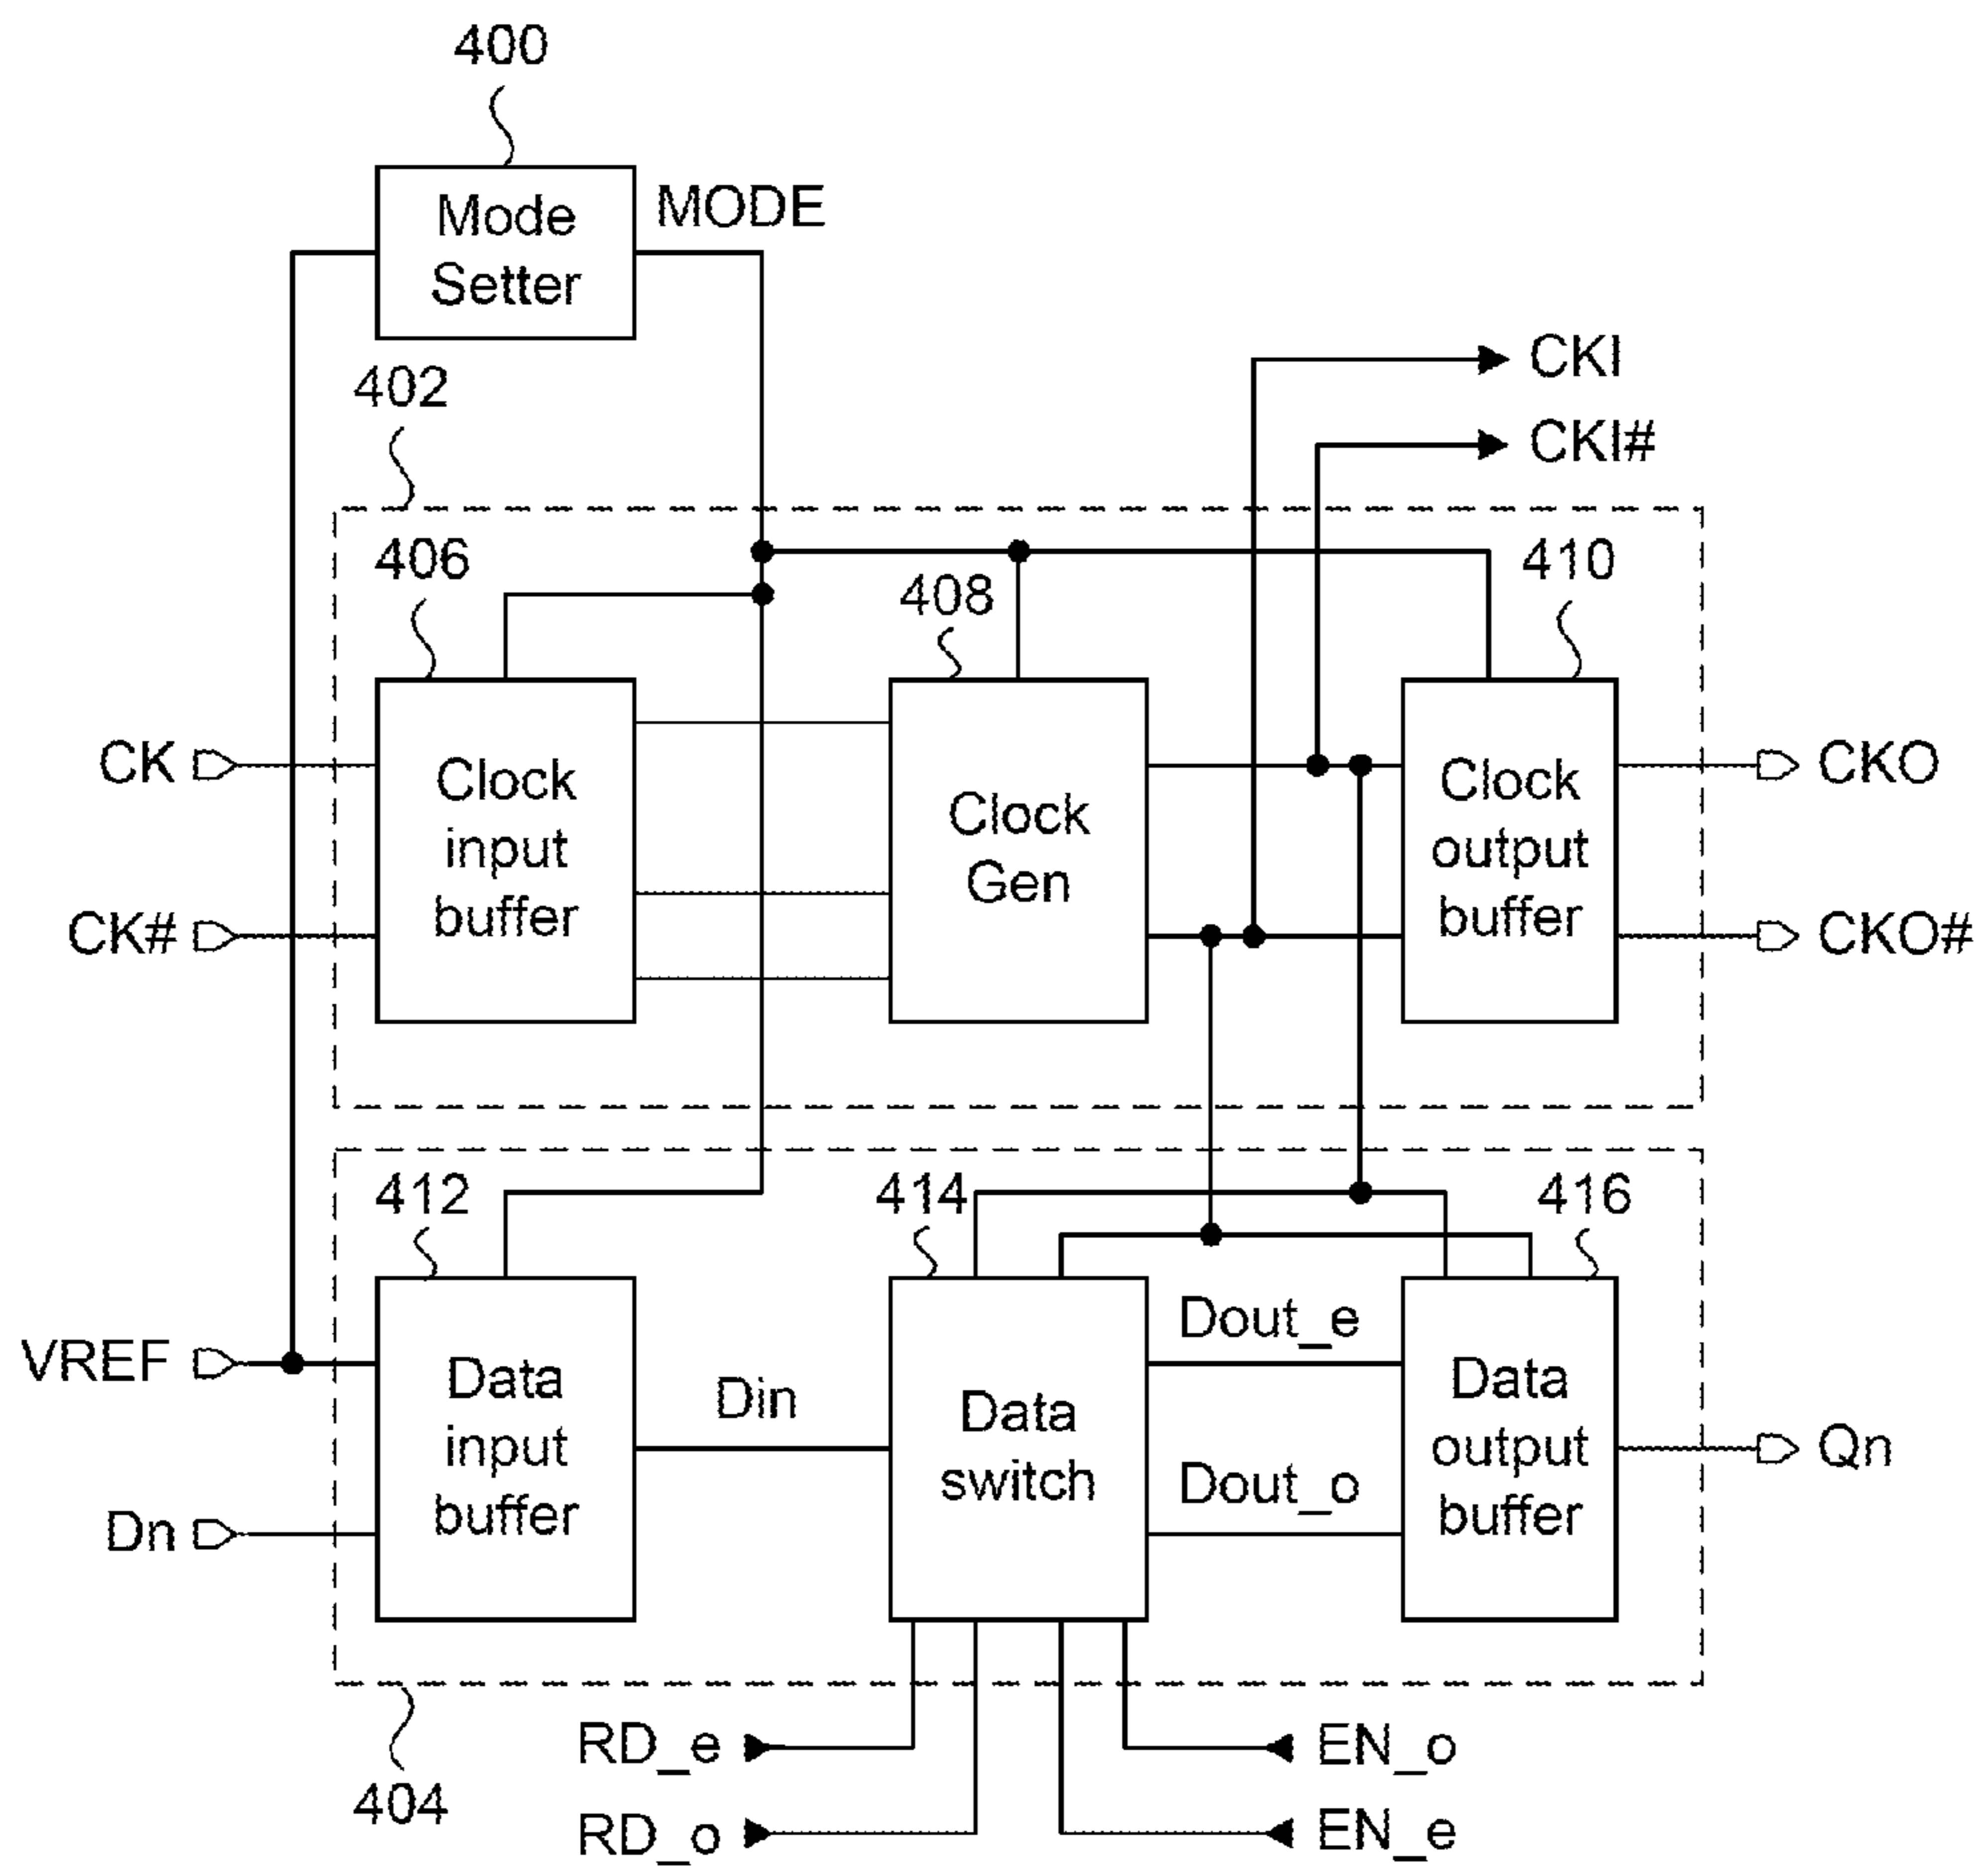 400
Mode
Setter
MODE
402
CKI
CKI#
406
408
410
CK
CK#
Clock
input
buffer
Clock
Gen
Clock
output
buffer
CKO
CKO#
412
414
416
VREF
Dn
Data
input
buffer
Din
Data
switch
Dout_e
Dout_o
Data
output
buffer
Qn
404
RD_e
RD_o
EN_o
EN_e